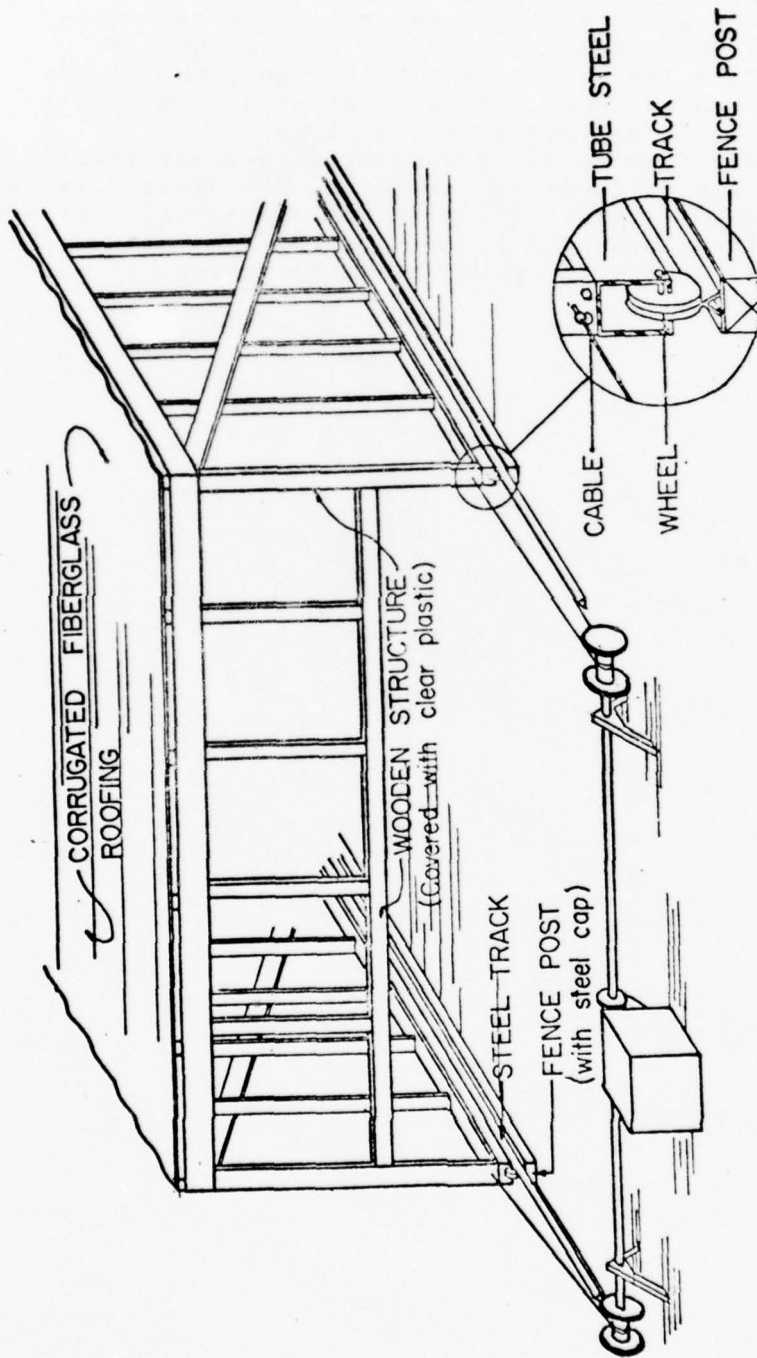 CORRUGATED FIBERGLASS
ROOFING
WOODEN STRUCTURE
(Covered with clear plastic)
STEEL TRACK
FENCE POST
(with steel cap)
CABLE
WHEEL
TUBE STEEL
TRACK
FENCE POST